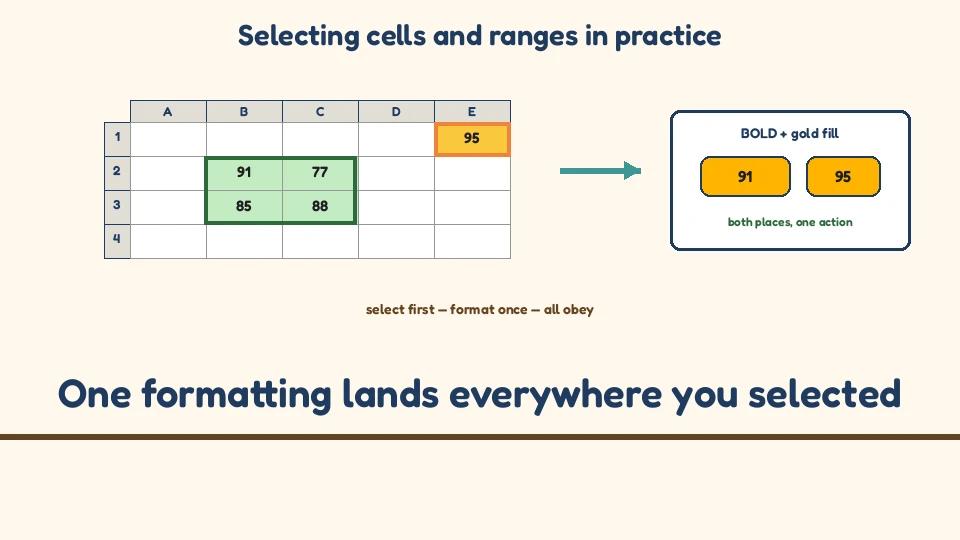 Selecting cells and ranges in practice
A B C D E
1 95
2 91 77
3 85 88
4
BOLD + gold fill
91 95
both places, one action
select first — format once — all obey
One formatting lands everywhere you selected